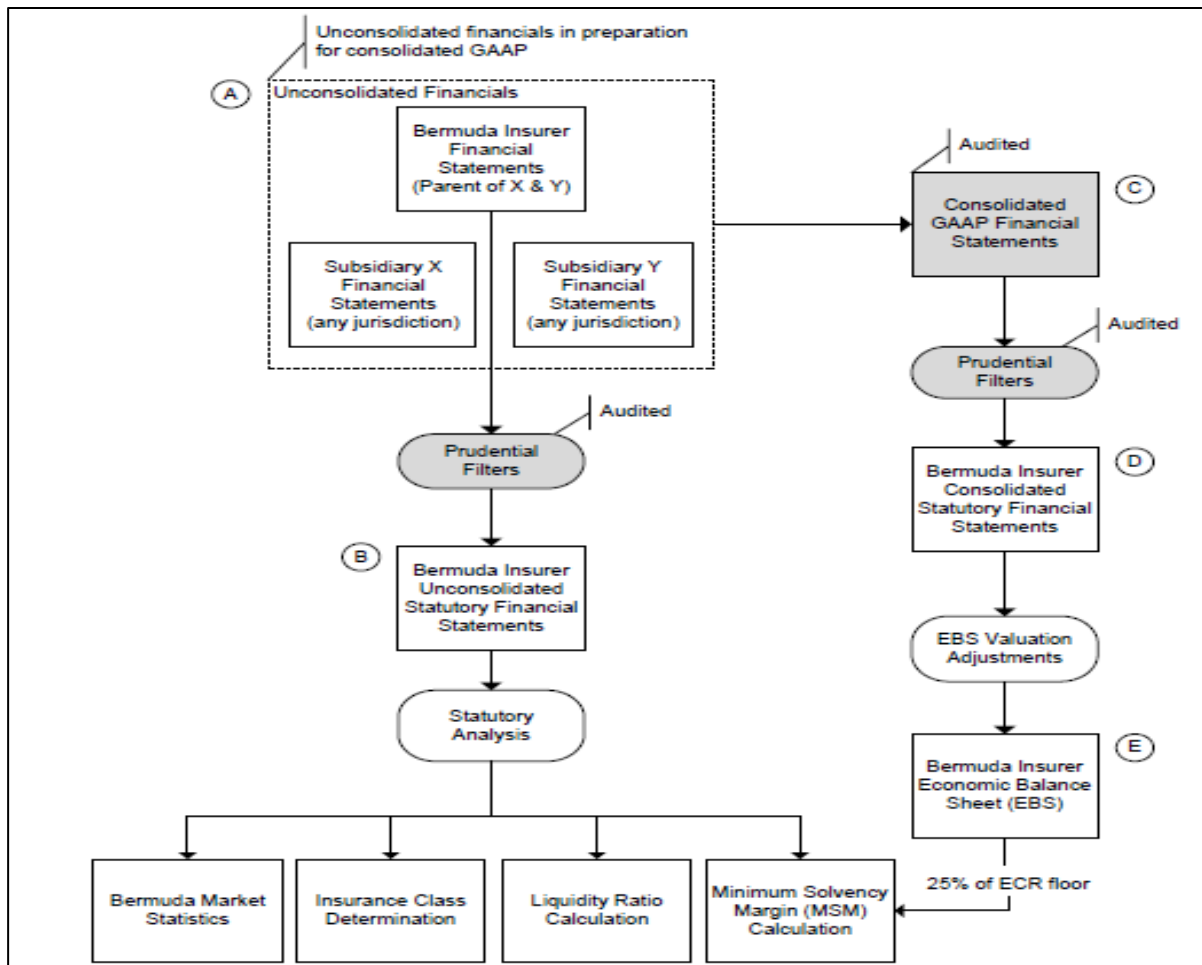 Unconsolidated financials in preparation
for consolidated GAAP
A
Unconsolidated Financials
Bermuda Insurer
Financial
Statements
(Parent of X & Y)
Subsidiary X
Financial
Statements
(any jurisdiction)
Subsidiary Y
Financial
Statements
(any jurisdiction)
Audited
C
Consolidated
GAAP Financial
Statements
Audited
Prudential
Filters
Audited
Prudential
Filters
D
Bermuda Insurer
Consolidated
Statutory Financial
Statements
B
Bermuda Insurer
Unconsolidated
Statutory Financial
Statements
EBS Valuation
Adjustments
Statutory
Analysis
E
Bermuda Insurer
Economic Balance
Sheet (EBS)
25% of ECR floor
Bermuda Market
Statistics
Insurance Class
Determination
Liquidity Ratio
Calculation
Minimum Solvency
Margin (MSM)
Calculation